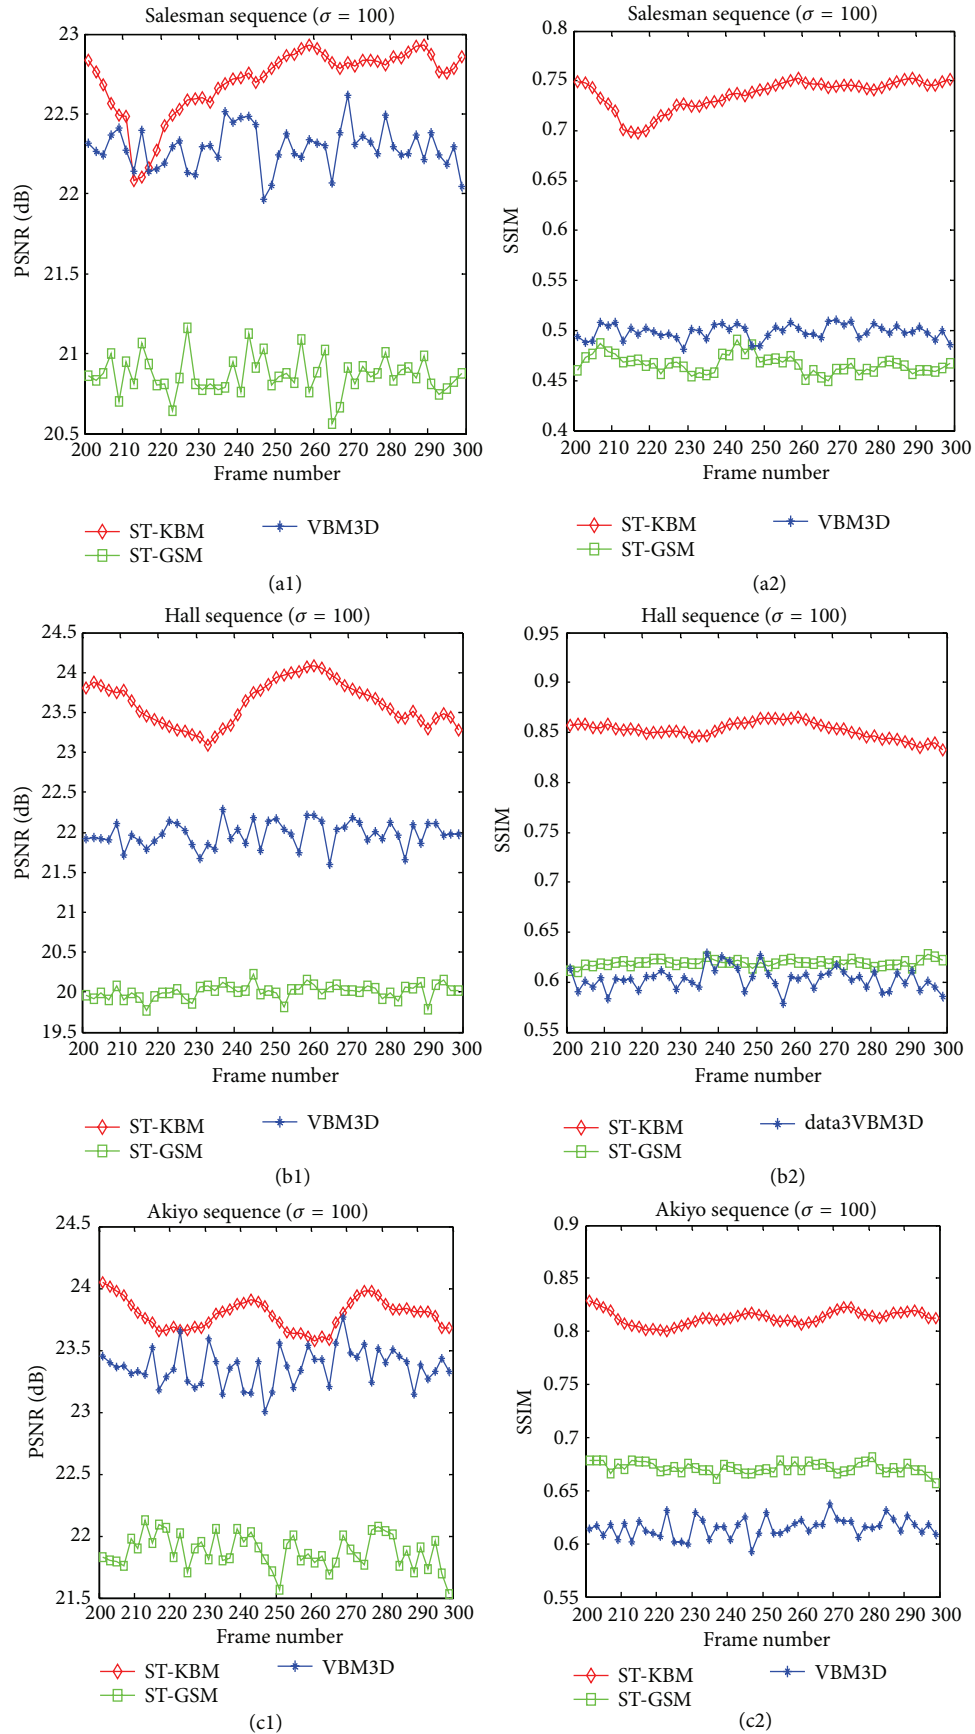 Salesman sequence (σ = 100)
23
22.5
22
21.5
21
20.5
PSNR (dB)
200 210 220 230 240 250 260 270 280 290 300
Frame number
ST-KBM
ST-GSM
VBM3D
(a1)
Salesman sequence (σ = 100)
0.8
0.75
0.7
0.65
0.6
0.55
0.5
0.45
0.4
SSIM
200 210 220 230 240 250 260 270 280 290 300
Frame number
ST-KBM
ST-GSM
VBM3D
(a2)
Hall sequence (σ = 100)
24.5
24
23.5
23
22.5
22
21.5
21
20.5
20
19.5
PSNR (dB)
200 210 220 230 240 250 260 270 280 290 300
Frame number
ST-KBM
ST-GSM
VBM3D
(b1)
Hall sequence (σ = 100)
0.95
0.9
0.85
0.8
0.75
0.7
0.65
0.6
0.55
SSIM
200 210 220 230 240 250 260 270 280 290 300
Frame number
ST-KBM
ST-GSM
data3VBM3D
(b2)
Akiyo sequence (σ = 100)
24.5
24
23.5
23
22.5
22
21.5
PSNR (dB)
200 210 220 230 240 250 260 270 280 290 300
Frame number
ST-KBM
ST-GSM
VBM3D
(c1)
Akiyo sequence (σ = 100)
0.9
0.85
0.8
0.75
0.7
0.65
0.6
0.55
SSIM
200 210 220 230 240 250 260 270 280 290 300
Frame number
ST-KBM
ST-GSM
VBM3D
(c2)